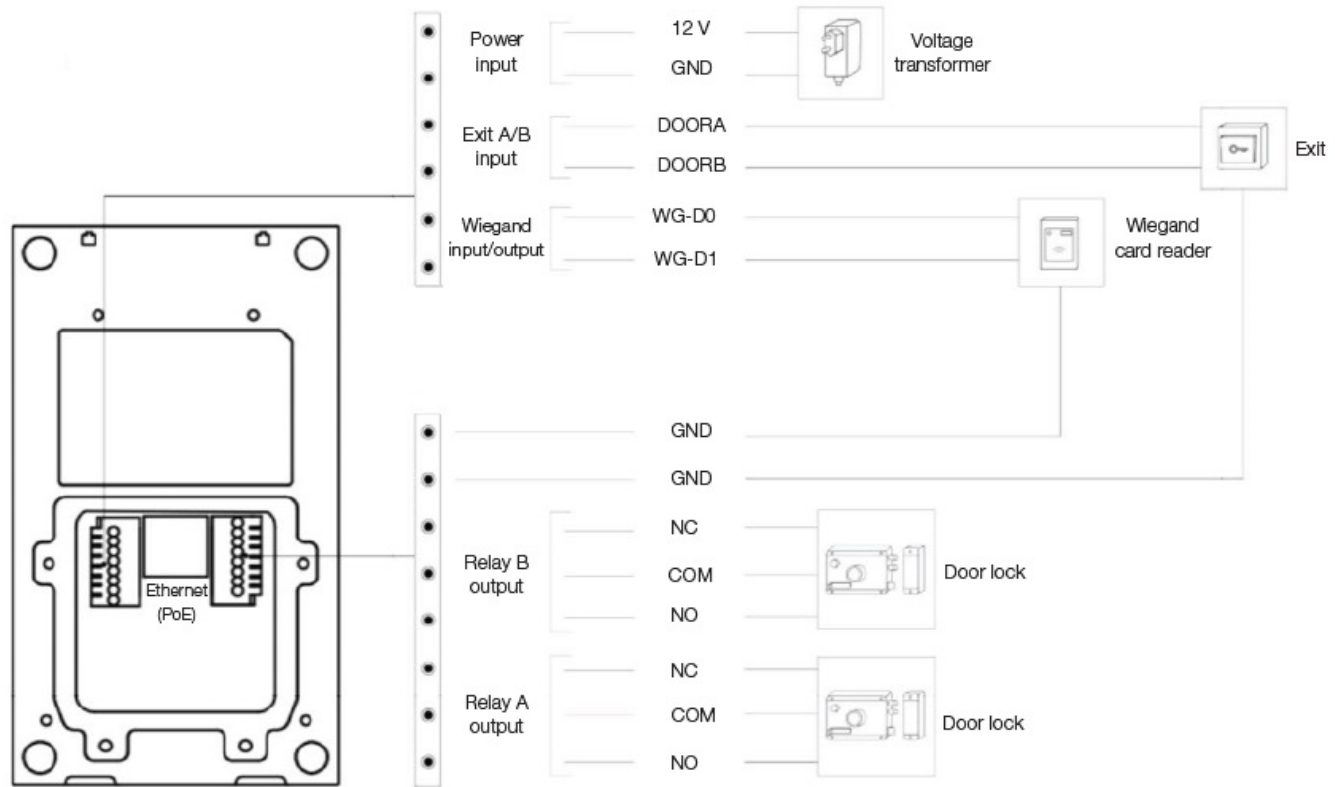 Power
input
12 V
GND
Voltage
transformer
Exit A/B
input
DOORA
DOORB
Exit
Wiegand
input/output
WG-D0
WG-D1
Wiegand
card reader
GND
GND
Relay B
output
NC
COM
NO
Door lock
Ethernet
(PoE)
Relay A
output
NC
COM
NO
Door lock